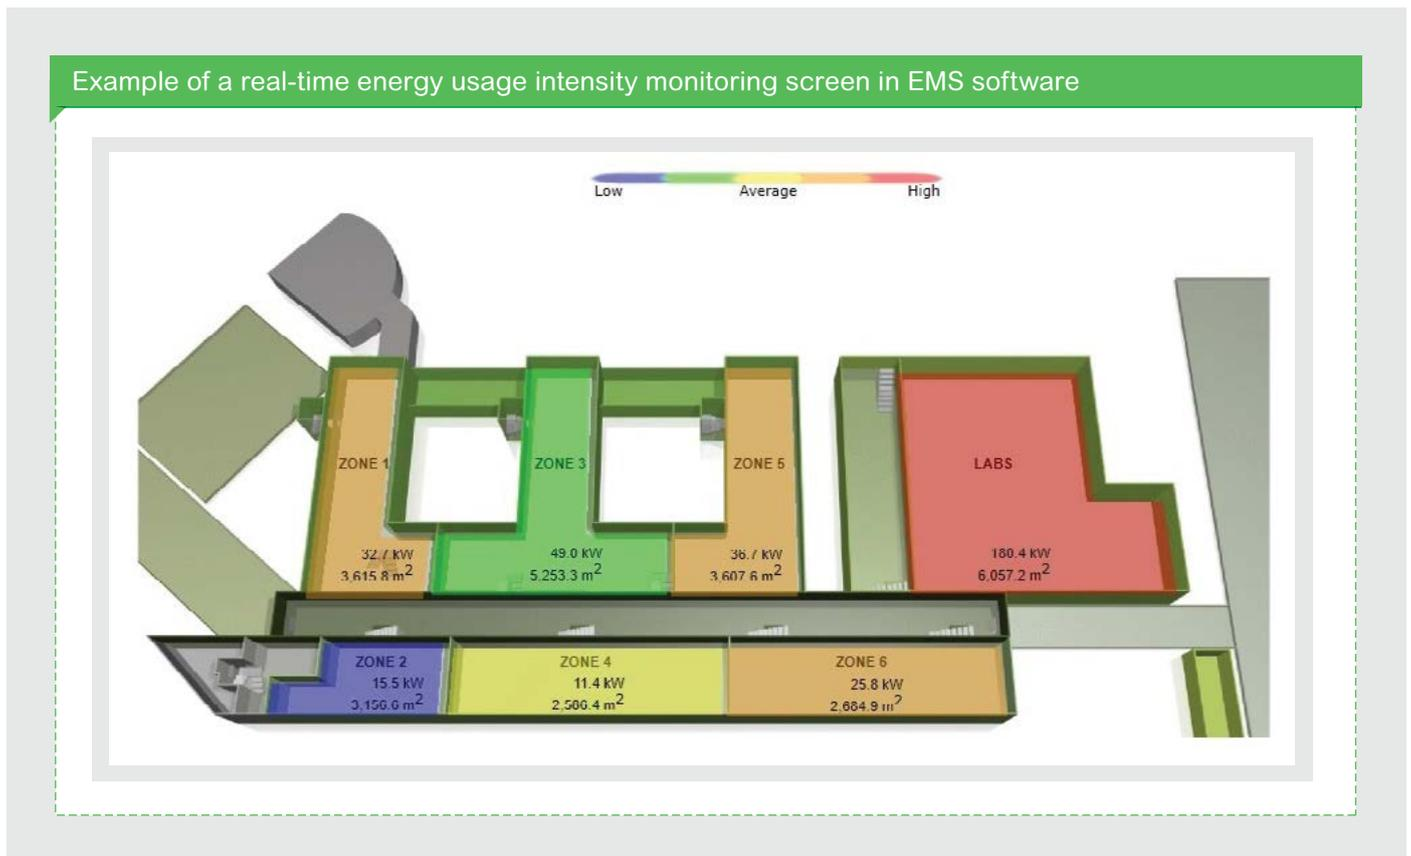 Example of a real-time energy usage intensity monitoring screen in EMS software
Low Average High
ZONE 1
32.7 kW
3,615.8 m2
ZONE 3
49.0 kW
5,253.3 m2
ZONE 5
36.7 kW
3,607.6 m2
LABS
180.4 kW
6,057.2 m2
ZONE 2
15.5 kW
3,156.6 m2
ZONE 4
11.4 kW
m2
ZONE 6
25.8 kW
2,684.9 m2